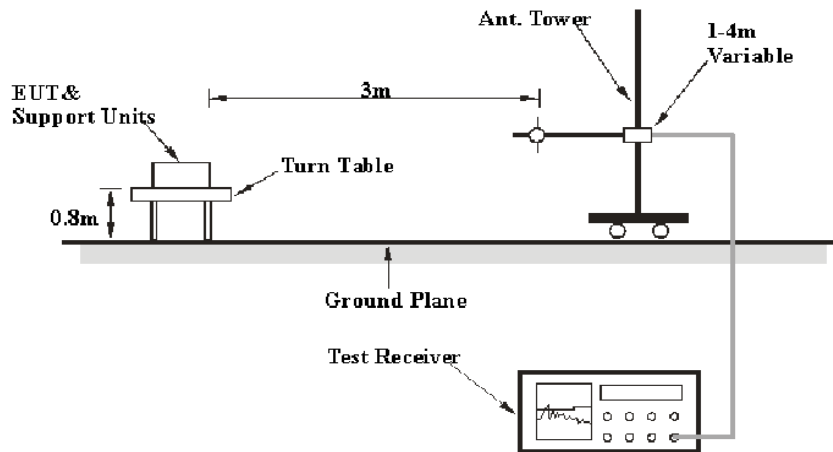 Ant. Tower
1-4m
Variable
3m
EUT&
Support Units
Turn Table
0.8m
Ground Plane
Test Receiver